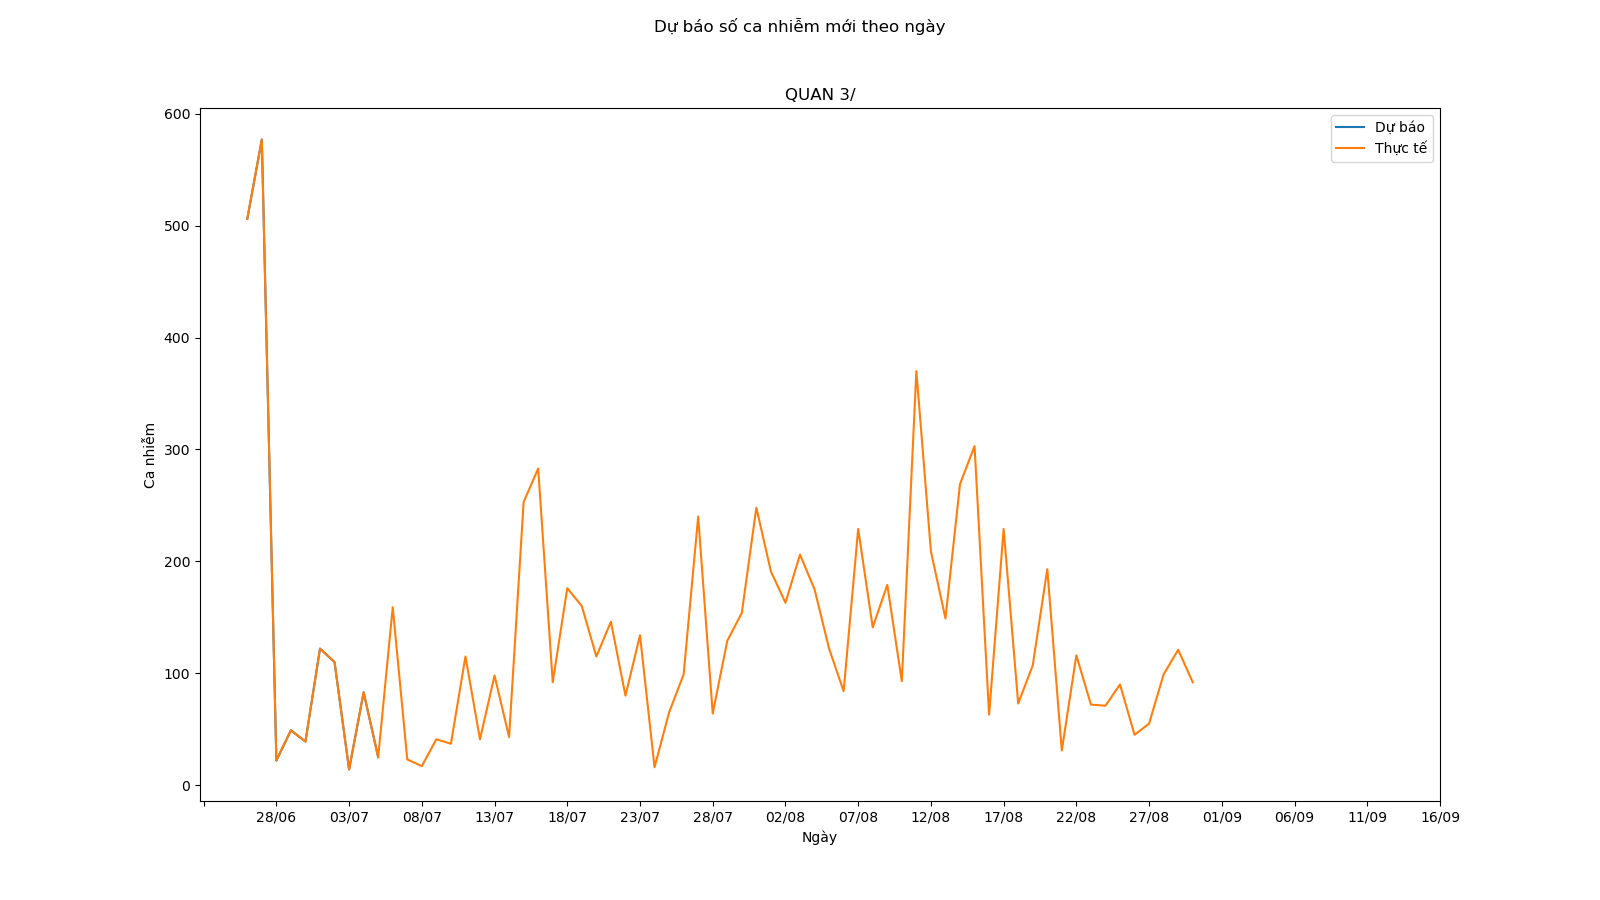 Dự báo số ca nhiễm mới theo ngày
QUAN 3/
Dự báo
Thực tế
600
500
400
300
200
100
0
Ca nhiễm
28/06 03/07 08/07 13/07 18/07 23/07 28/07 02/08 07/08 12/08 17/08 22/08 27/08 01/09 06/09 11/09 16/09
Ngày